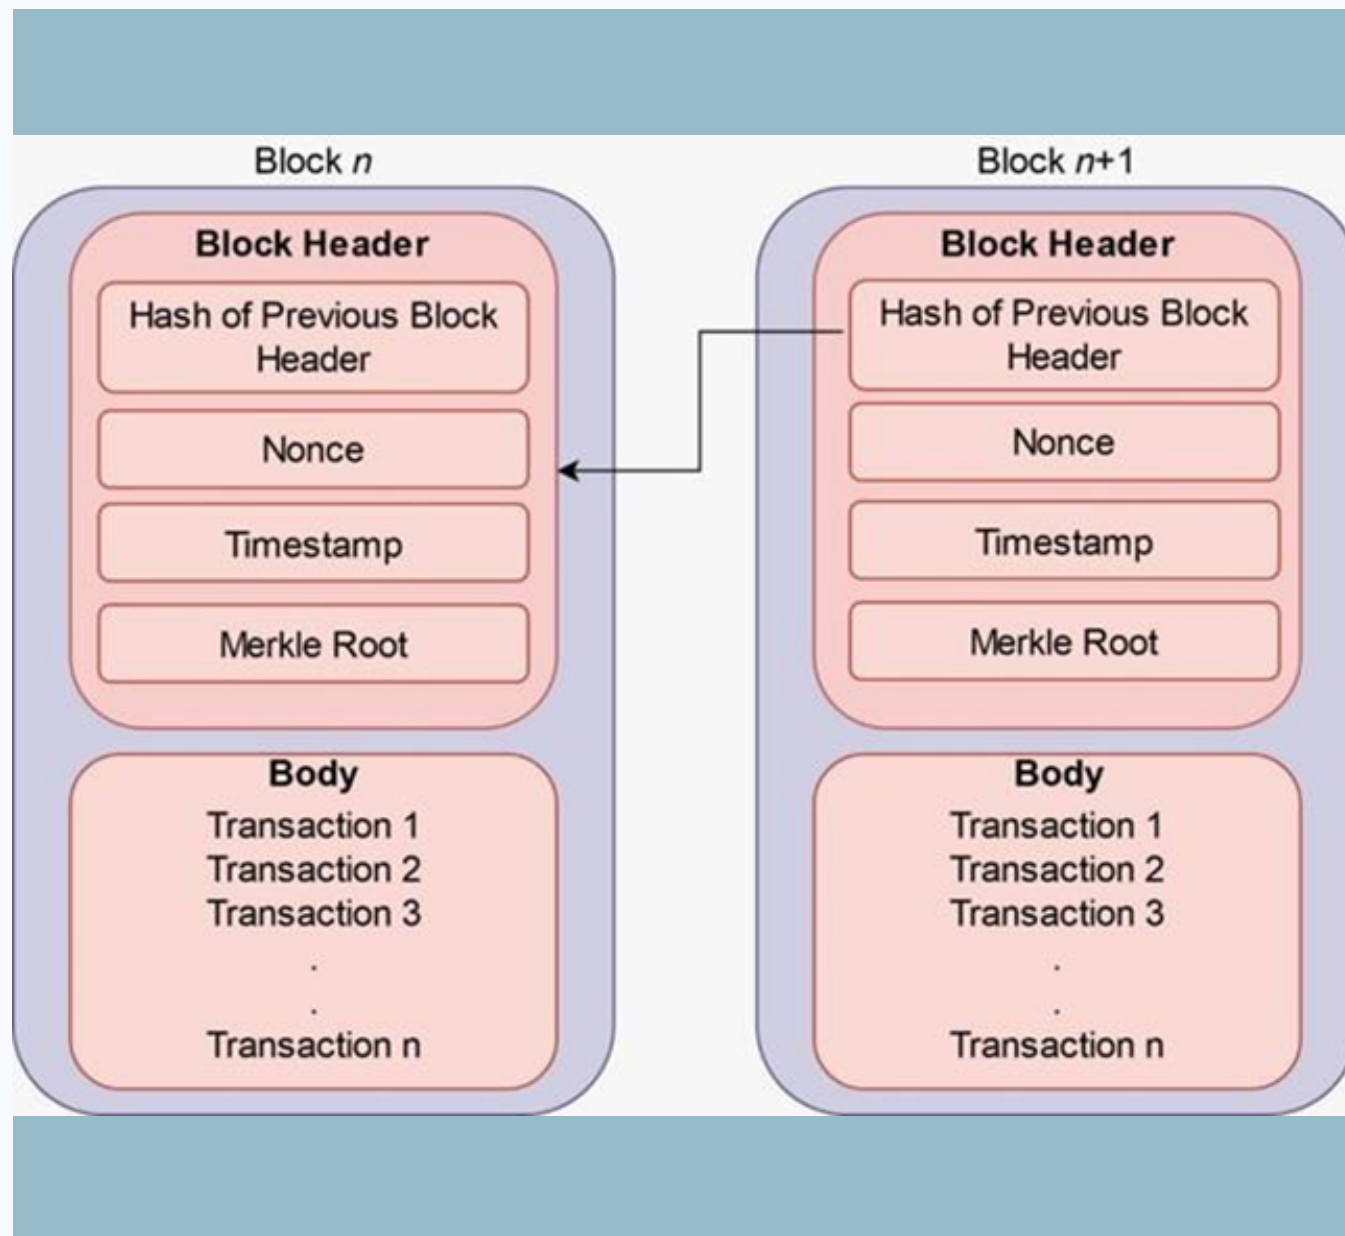 Block n
Block Header
Hash of Previous Block
Header
Nonce
Timestamp
Merkle Root
Body
Transaction 1
Transaction 2
Transaction 3
.
.
Transaction n
Block n+1
Block Header
Hash of Previous Block
Header
Nonce
Timestamp
Merkle Root
Body
Transaction 1
Transaction 2
Transaction 3
.
.
Transaction n